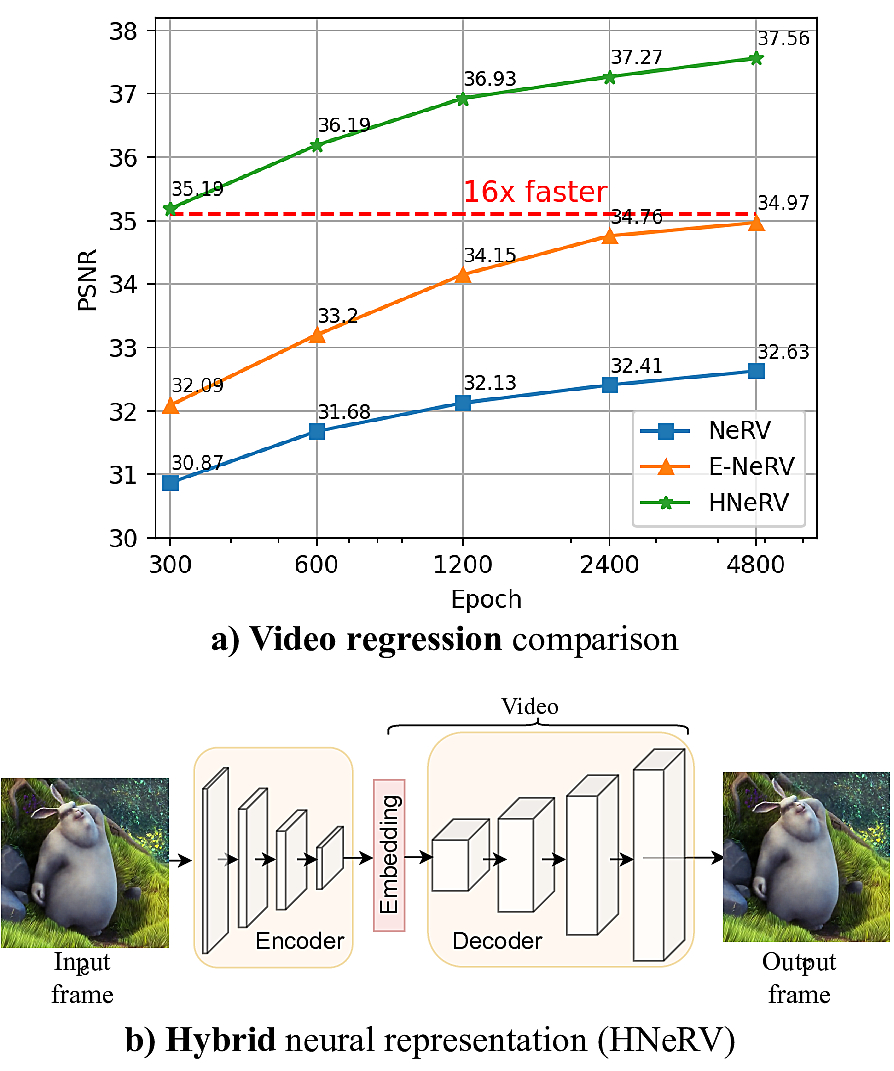 38
37
36
35
34
33
32
31
30
PSNR
35.19
36.19
36.93
37.27
37.56
16x faster
32.09
33.2
34.15
34.76
34.97
30.87
31.68
32.13
32.41
32.63
NeRV
E-NeRV
HNeRV
300 600 1200 2400 4800
Epoch
a) Video regression comparison
Video
Embedding
Encoder
Decoder
Input
frame
Output
frame
b) Hybrid neural representation (HNeRV)